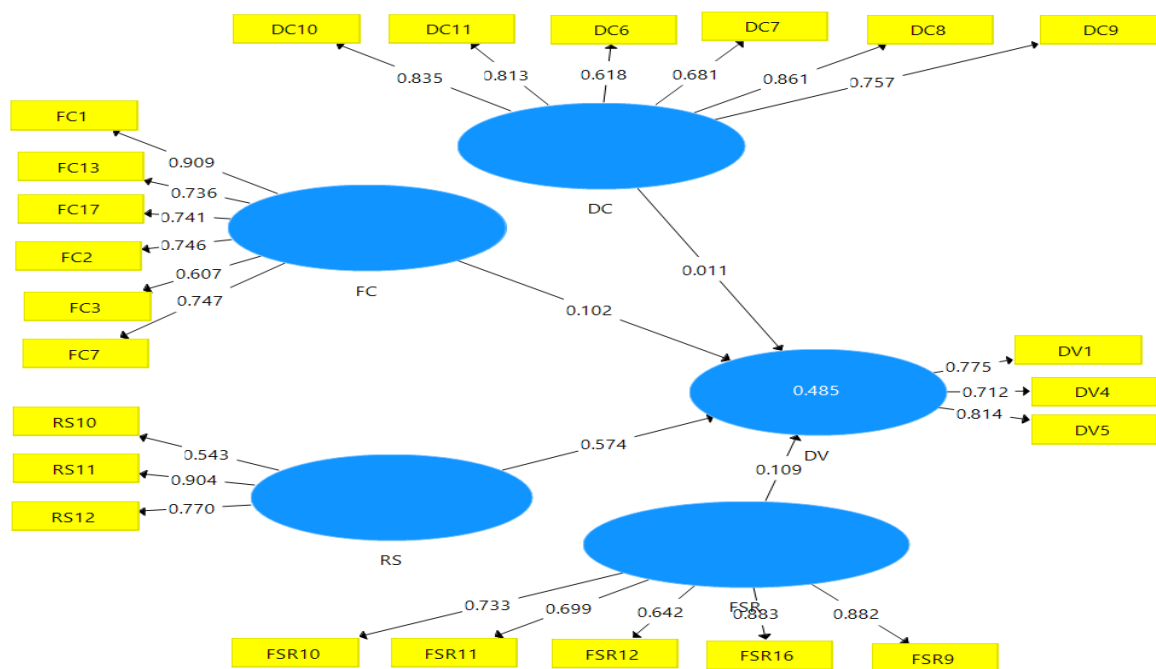 DC10
DC11
DC6
DC7
DC8
DC9
0.835
0.813
0.618
0.681
0.861
0.757
FC1
FC13
FC17
FC2
FC3
FC7
0.909
0.736
0.741
0.746
0.607
0.747
DC
FC
0.011
0.102
0.485
DV
0.775
0.712
0.814
DV1
DV4
DV5
RS10
RS11
RS12
0.543
0.904
0.770
RS
0.574
0.109
FSR
0.733
0.699
0.642
0.883
0.882
FSR10
FSR11
FSR12
FSR16
FSR9